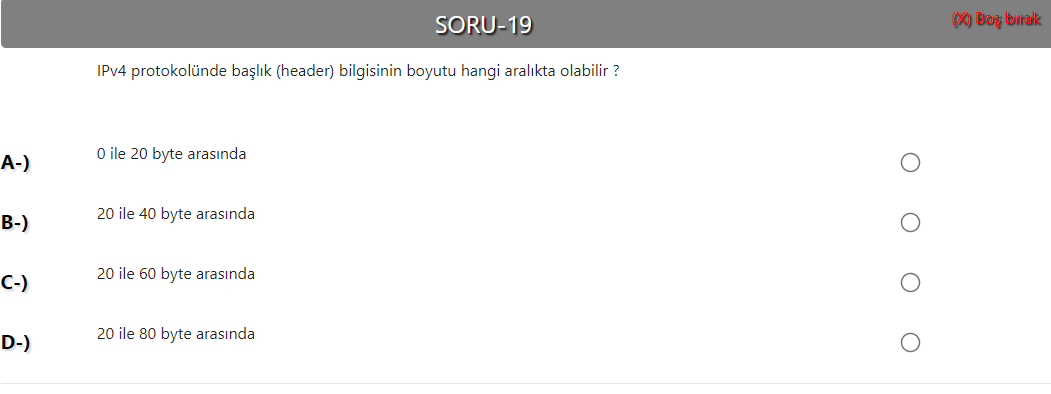 SORU-19
(X) Boş bırak
IPv4 protokolünde başlık (header) bilgisinin boyutu hangi aralıkta olabilir ?
A-) 0 ile 20 byte arasında
B-) 20 ile 40 byte arasında
C-) 20 ile 60 byte arasında
D-) 20 ile 80 byte arasında